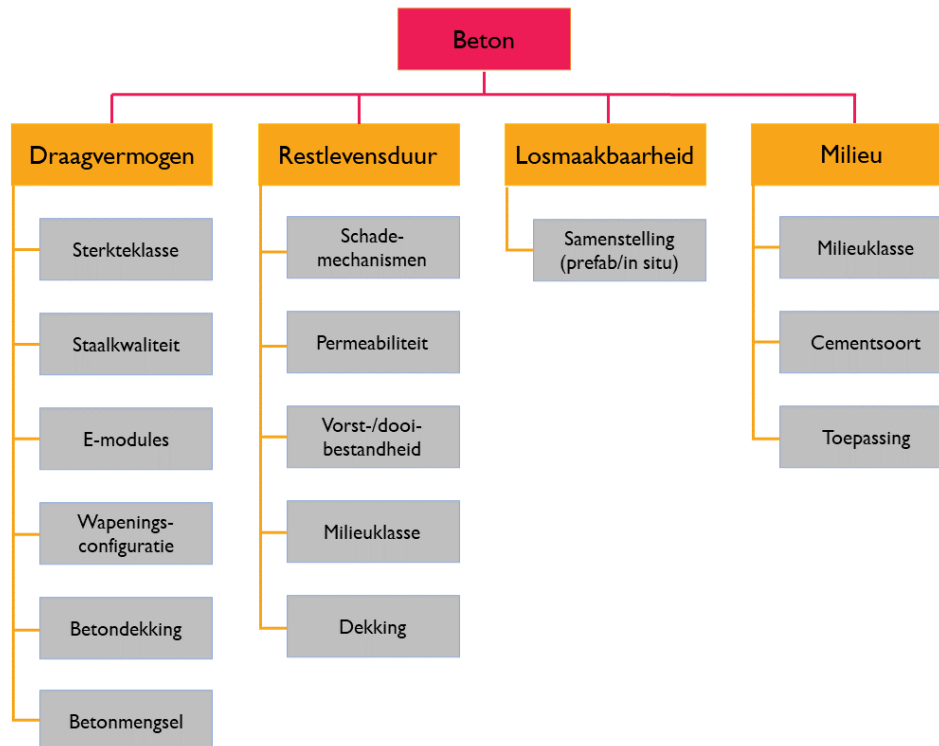 Beton
Draagvermogen
Restlevensduur
Losmaakbaarheid
Milieu
Sterkteklasse
Staalkwaliteit
E-modules
Wapenings-
configuratie
Betondekking
Betonmengsel
Schade-
mechanismen
Permeabiliteit
Vorst-/dooi-
bestandheid
Milieuklasse
Dekking
Samenstelling
(prefab/in situ)
Milieuklasse
Cementsoort
Toepassing